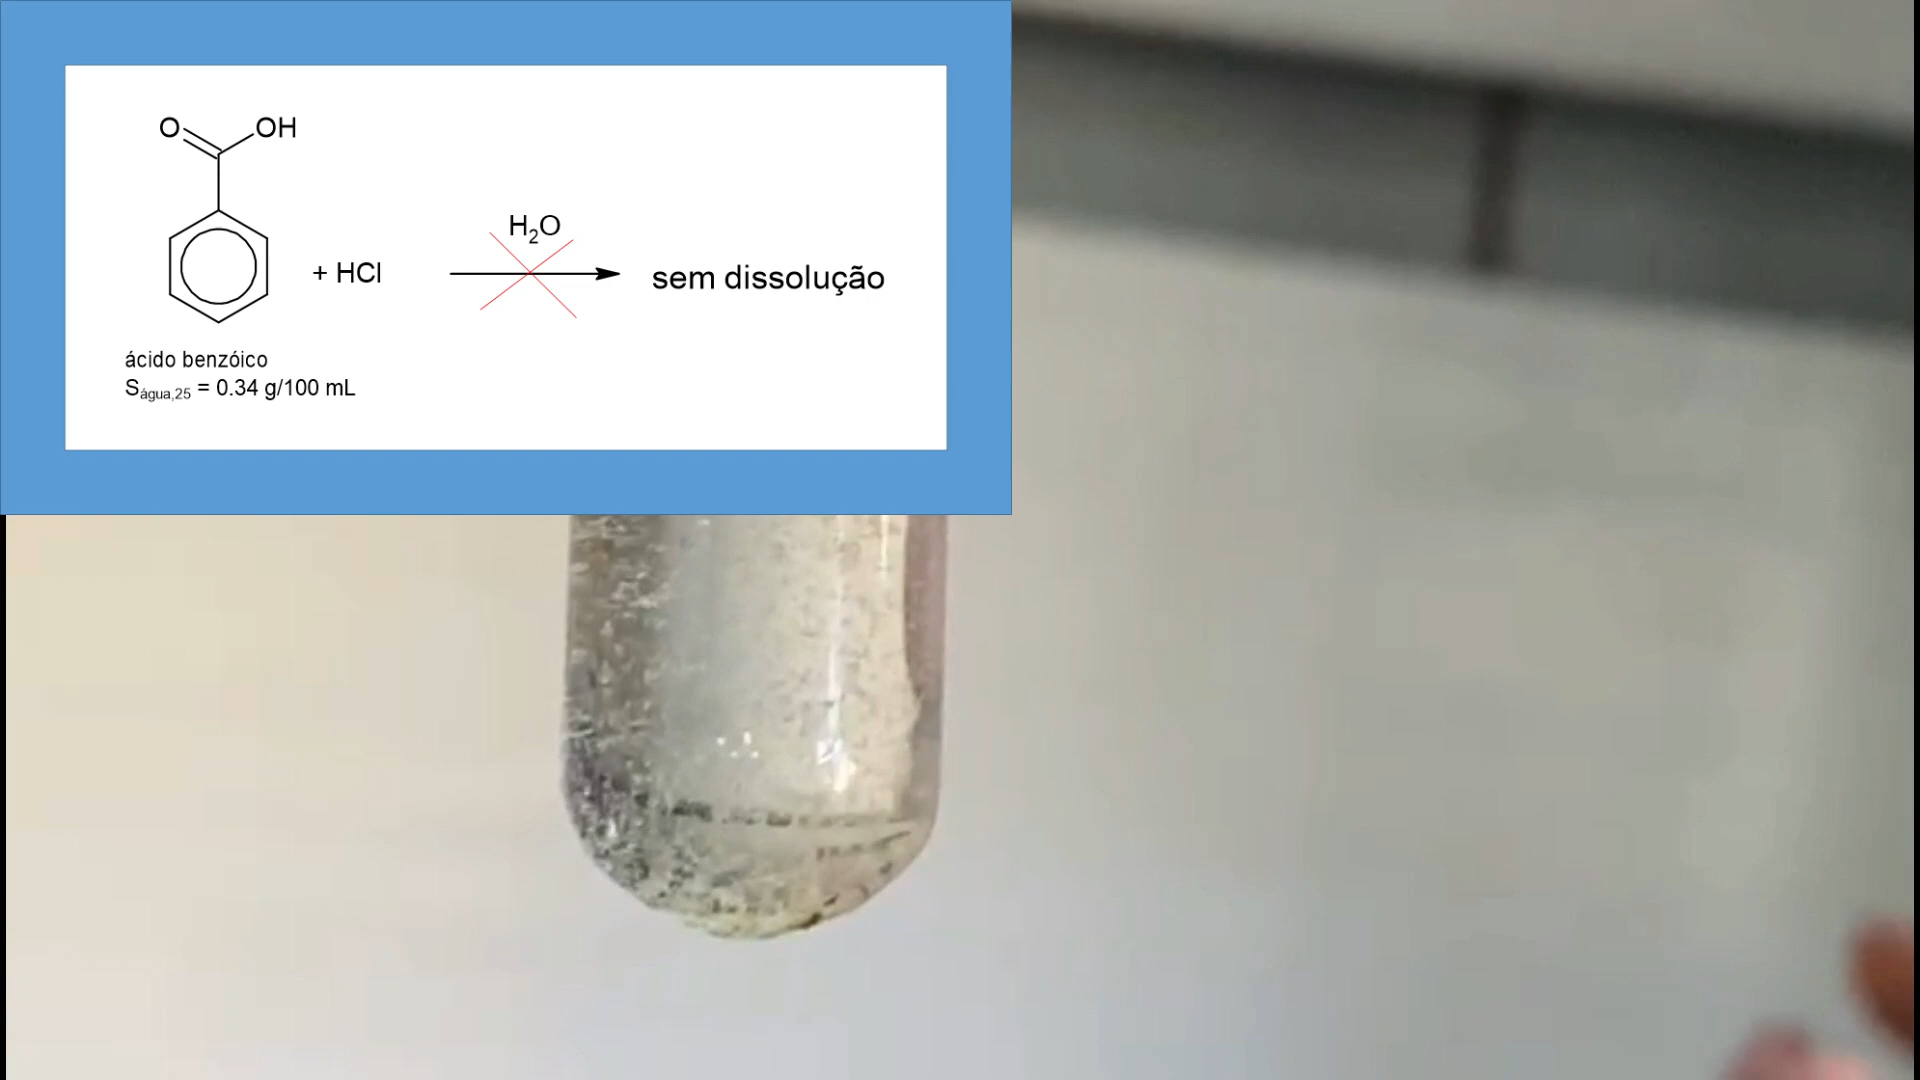 O
OH
H₂O
+ HCl
sem dissolução
ácido benzóico
Ságua,25 = 0.34 g/100 mL